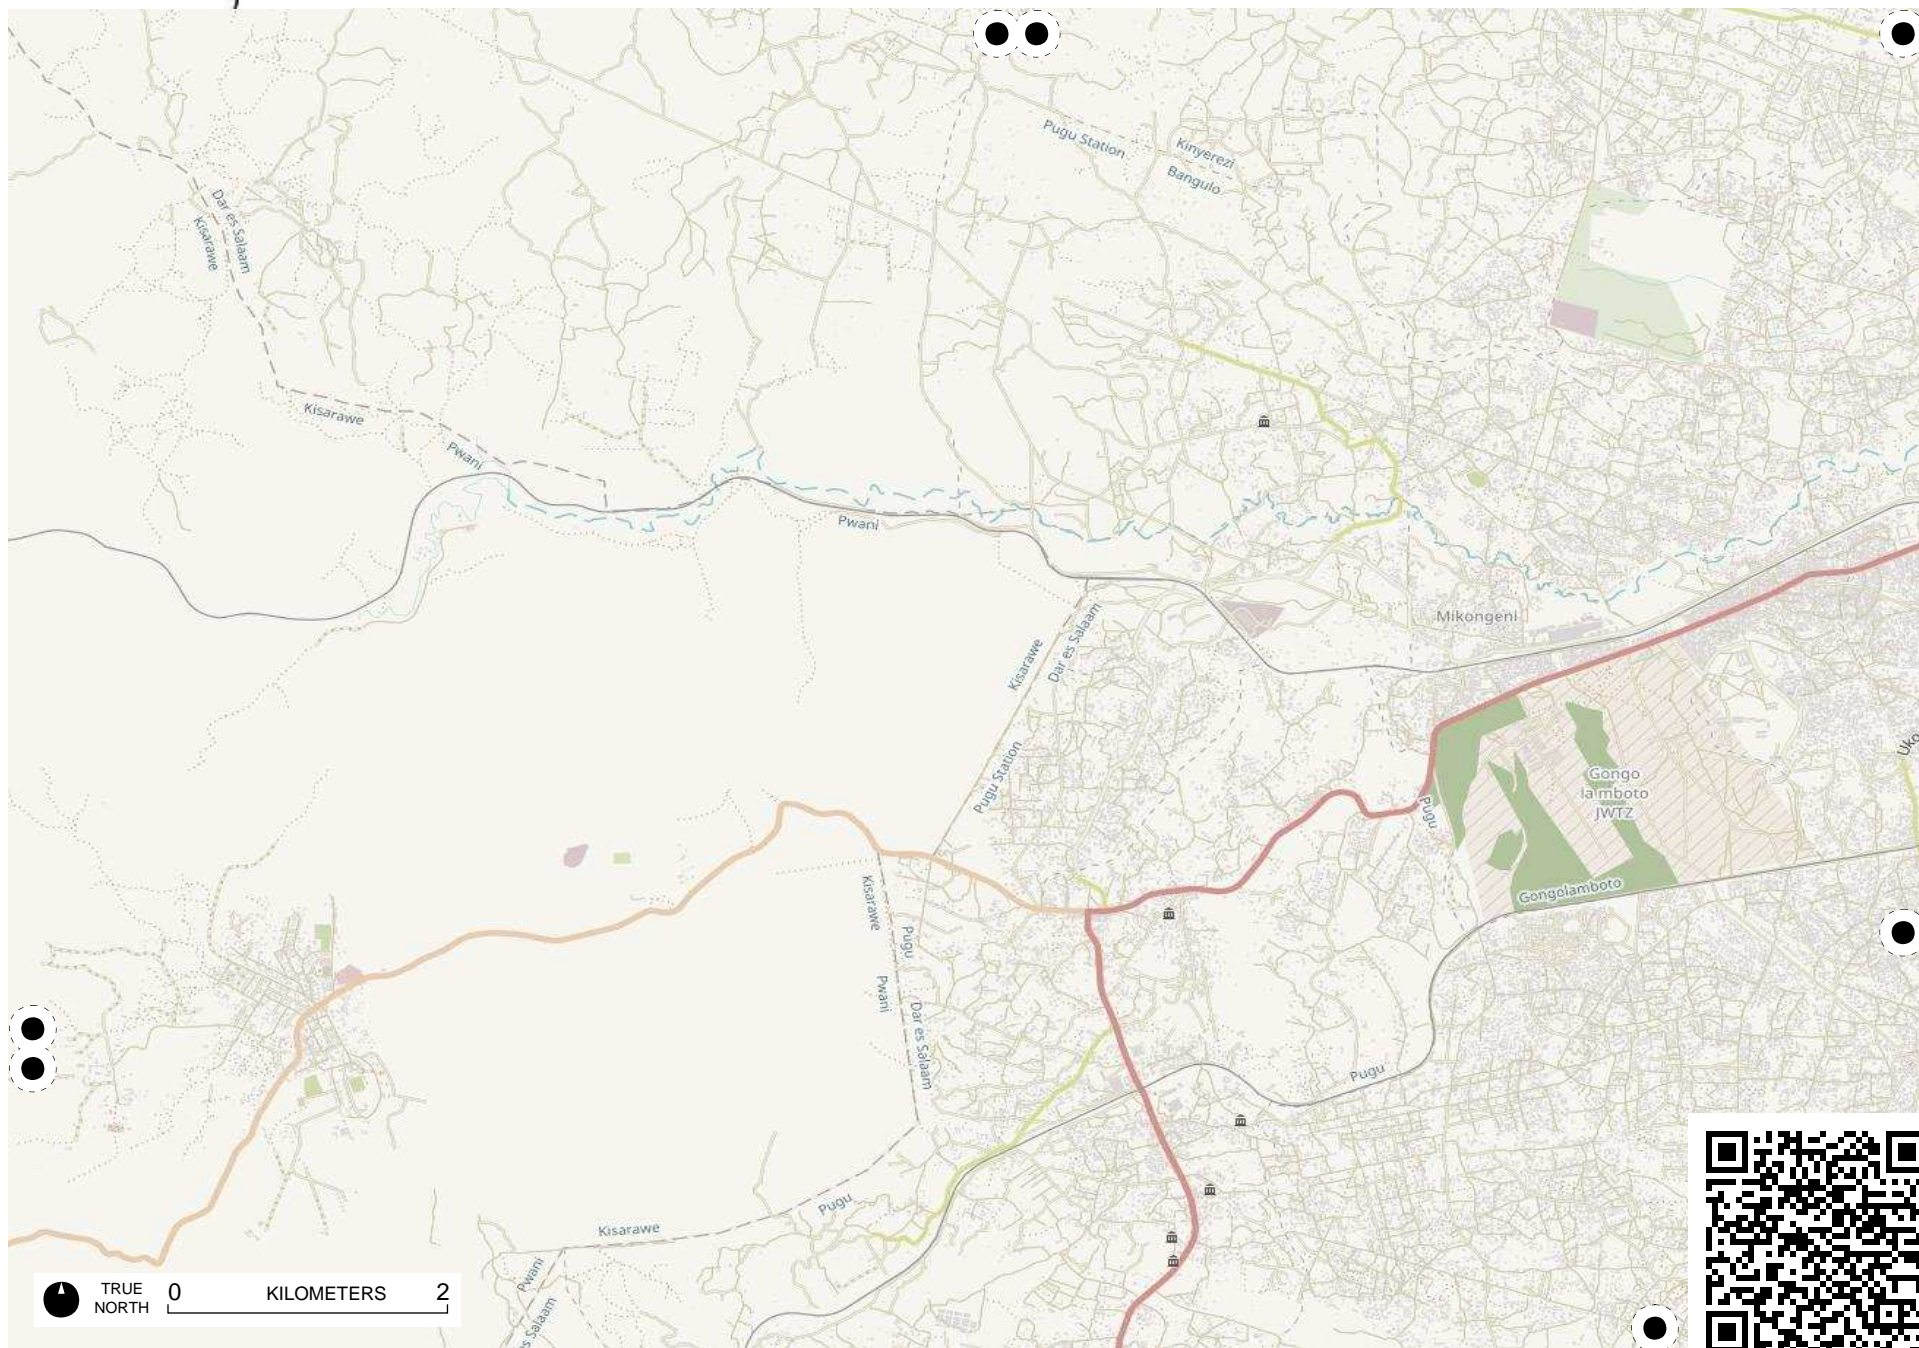 Pugu Station
Kinyerezi
Bangulo
Dar es Salaam
Kisarawe
Kisarawe
Pwani
Pwani
Mikongeni
Kisarawe
Dar es Salaam
Pugu Station
Gongo
la mboto
JWTZ
Pugu
Gongolamboto
Kisarawe
Pugu
Pwani
Dar es Salaam
Pugu
Pugu
Kisarawe
Pwani
TRUE
NORTH
0 KILOMETERS 2